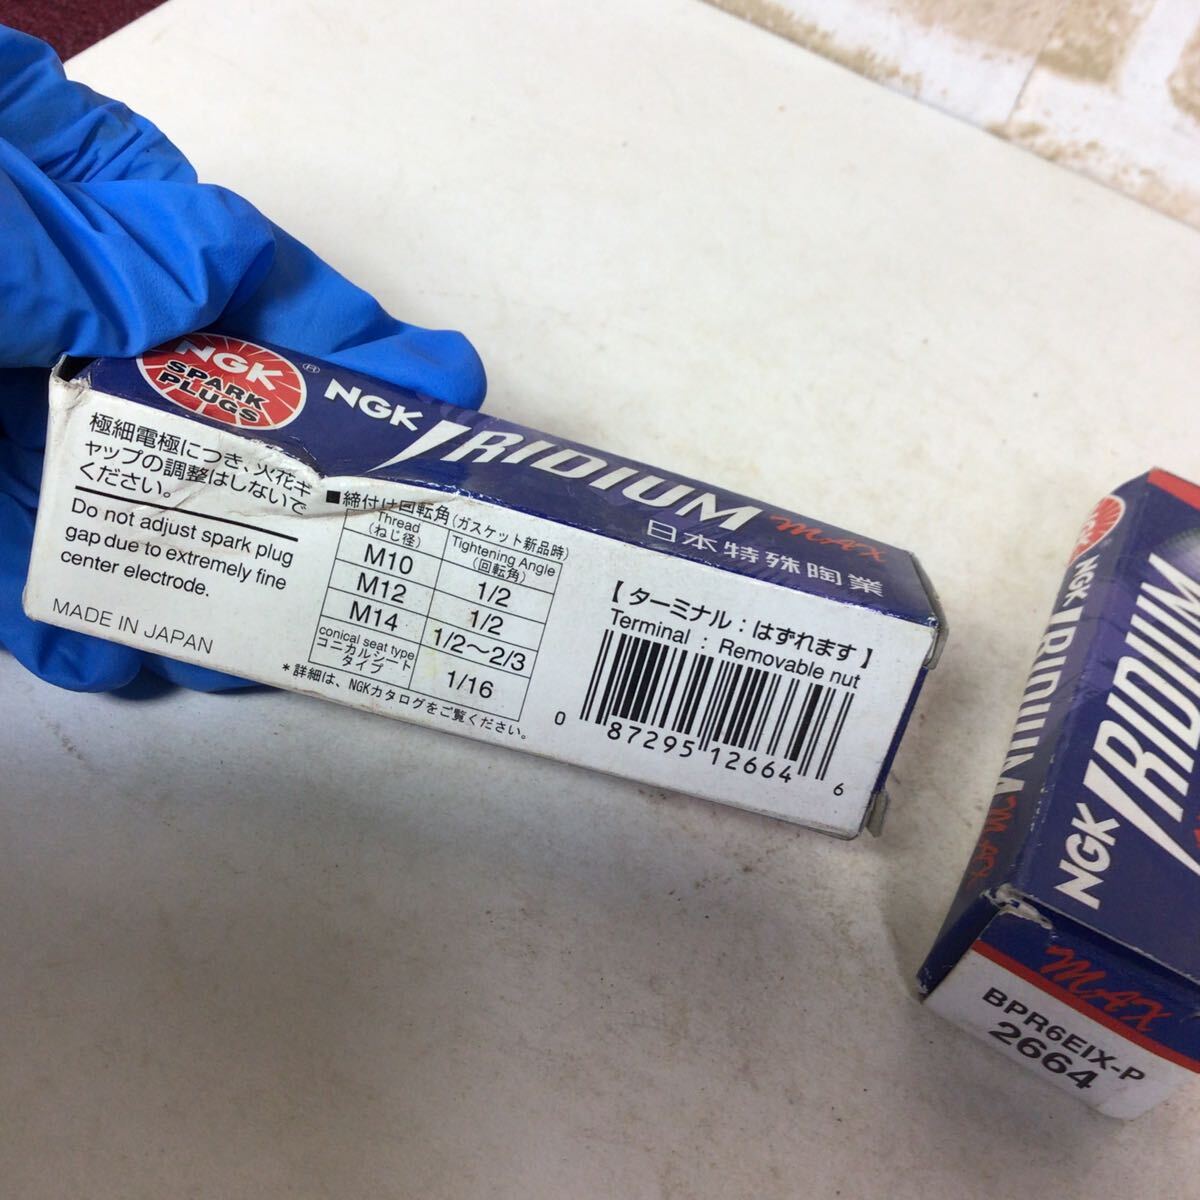 NGK
SPARK
PLUGS
®
NGK IRIDIUM MAX
日本特殊陶業
極細電極につき、火花ギ
ャップの調整はしないで
ください。
Do not adjust spark plug
gap due to extremely fine
center electrode.
MADE IN JAPAN
■締付け回転角(ガスケット新品時)
Thread
(ねじ径)
Tightening Angle
(回転角)
M10 1/2
M12 1/2
M14 1/2～2/3
conical seat type
コニカルシート
タイプ
1/16
*詳細は、NGKカタログをご覧ください。
【ターミナル：はずれます】
Terminal : Removable nut
0 87295 12664 6
NGK IRIDIUM MAX
NGK IRIDIUM
MAX
BPR6EIX-P
2664